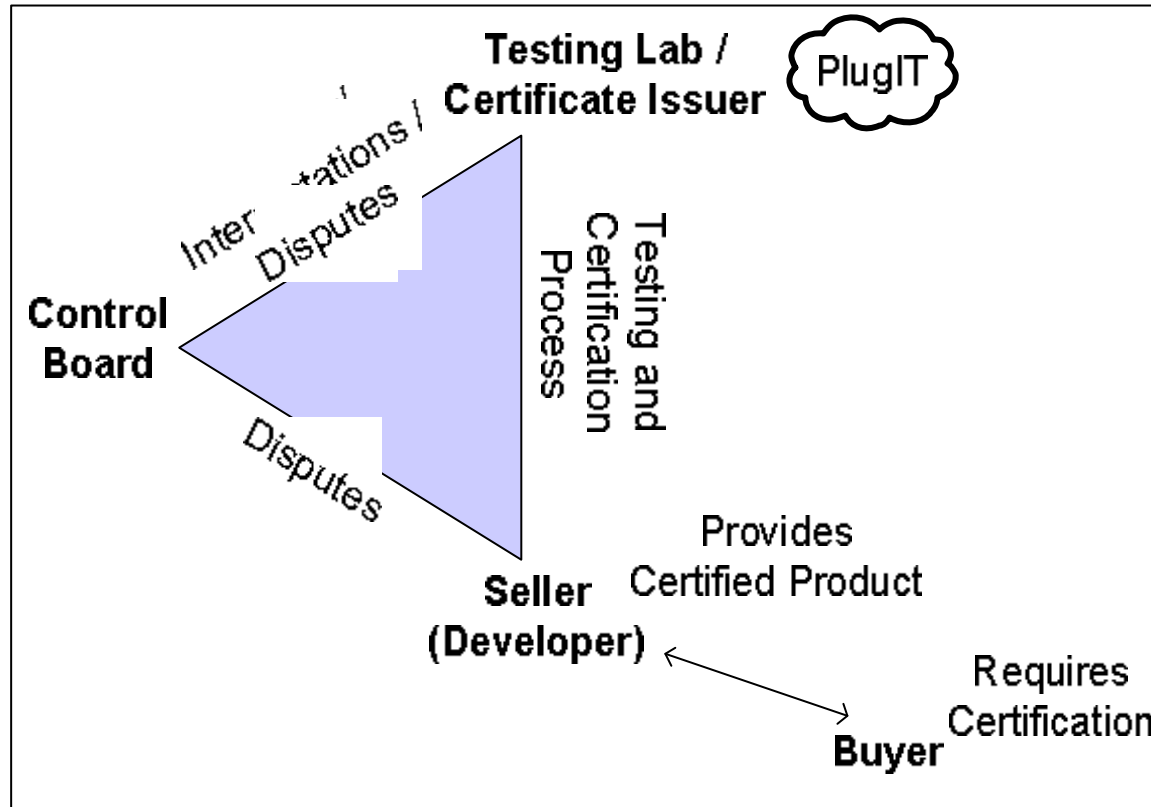 Testing Lab /
Certificate Issuer
PlugIT
Disputes
Control
Board
Testing and
Certification
Process
Disputes
Provides
Certified Product
Seller
(Developer)
Requires
Certification
Buyer